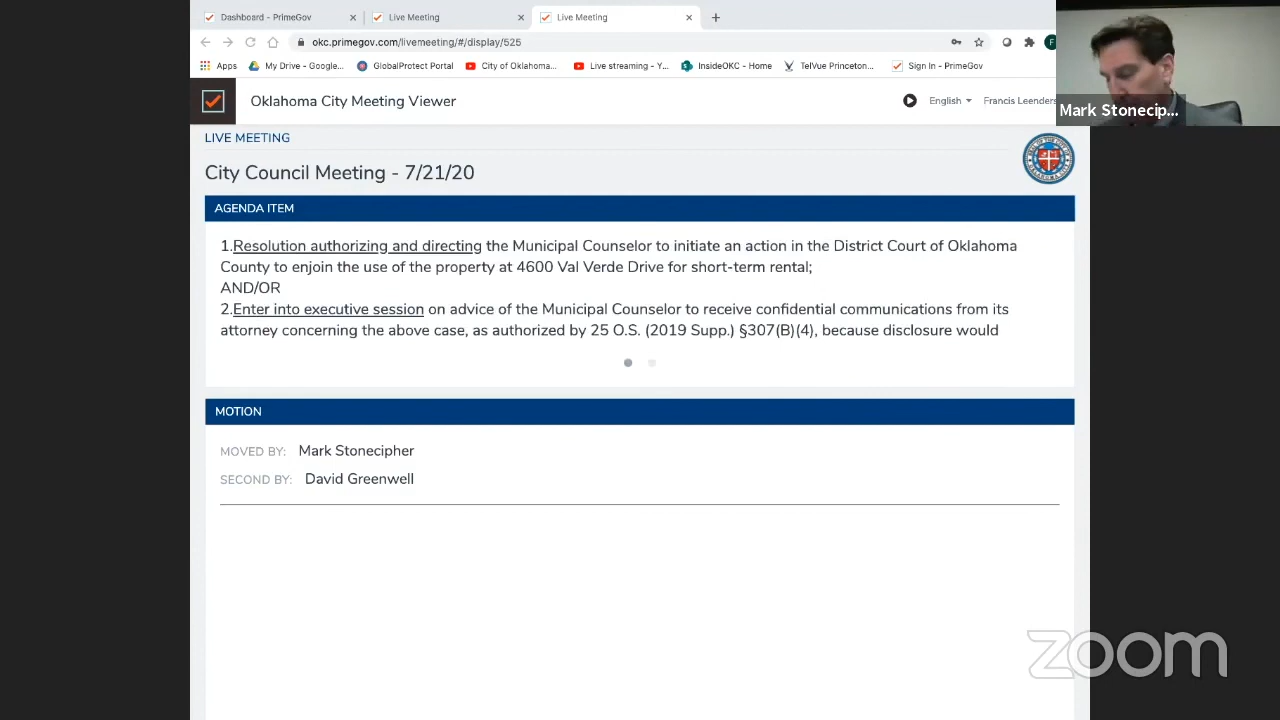 Dashboard - PrimeGov
Live Meeting
Live Meeting
okc.primegov.com/livemeeting/#/display/525
Apps
My Drive - Google...
GlobalProtect Portal
City of Oklahoma...
Live streaming - Y...
InsideOKC - Home
TelVue Princeton...
Sign In - PrimeGov
Oklahoma City Meeting Viewer
English
Francis Leenders
Mark Stonecip...
LIVE MEETING
City Council Meeting - 7/21/20
AGENDA ITEM
1.Resolution authorizing and directing the Municipal Counselor to initiate an action in the District Court of Oklahoma
County to enjoin the use of the property at 4600 Val Verde Drive for short-term rental;
AND/OR
2.Enter into executive session on advice of the Municipal Counselor to receive confidential communications from its
attorney concerning the above case, as authorized by 25 O.S. (2019 Supp.) §307(B)(4), because disclosure would
MOTION
MOVED BY: Mark Stonecipher
SECOND BY: David Greenwell
zoom